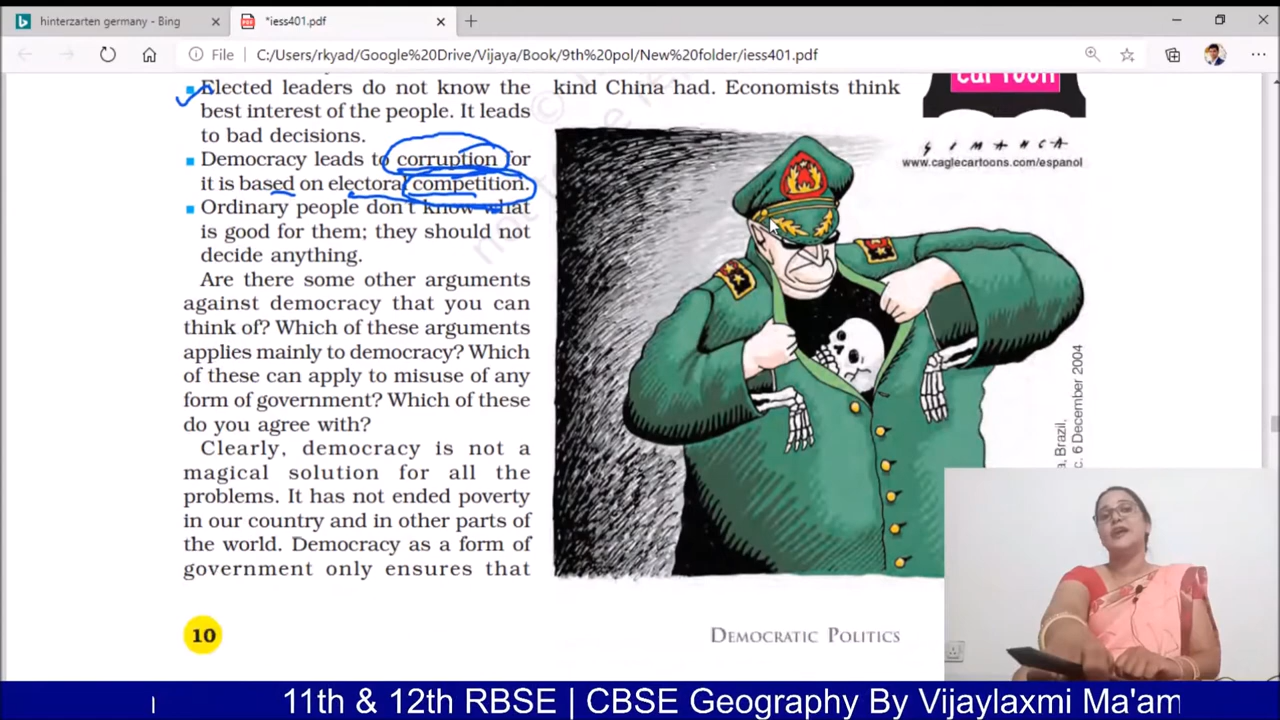 hinterzarten germany - Bing
*iess401.pdf
File
C:/Users/rkyad/Google%20Drive/Vijaya/Book/9th%20pol/New%20folder/iess401.pdf
Elected leaders do not know the
best interest of the people. It leads
to bad decisions.
Democracy leads to corruption for
it is based on electoral competition.
Ordinary people don't know what
is good for them; they should not
decide anything.
Are there some other arguments
against democracy that you can
think of? Which of these arguments
applies mainly to democracy? Which
of these can apply to misuse of any
form of government? Which of these
do you agree with?
Clearly, democracy is not a
magical solution for all the
problems. It has not ended poverty
in our country and in other parts of
the world. Democracy as a form of
government only ensures that
kind China had. Economists think
cartoon
SIMANCA
www.caglecartoons.com/espanol
a, Brazil,
c. 6 December 2004
10
DEMOCRATIC POLITICS
11th & 12th RBSE | CBSE Geography By Vijaylaxmi Ma'am